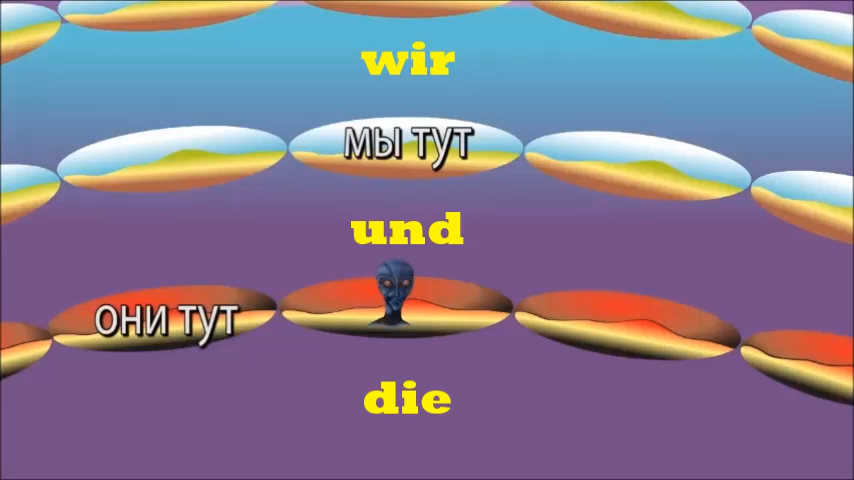 wir
мы тут
und
они тут
die